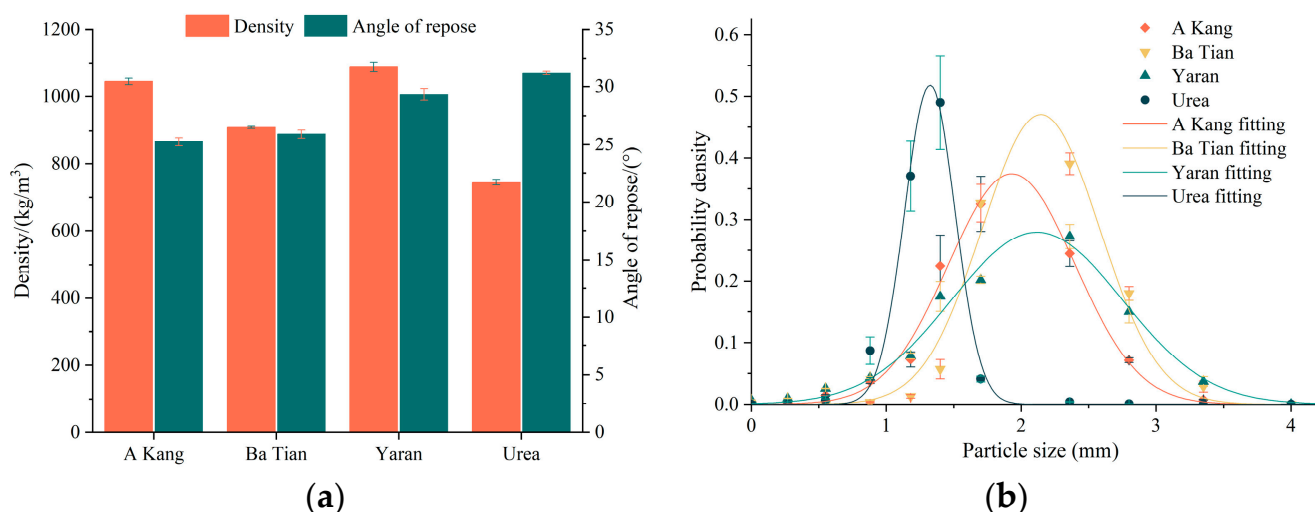 Density
Angle of repose
Density/(kg/m³)
1200
1000
800
600
400
200
0
Angle of repose/(°)
35
30
25
20
15
10
5
0
A Kang
Ba Tian
Yaran
Urea
(a)
Probability density
0.6
0.5
0.4
0.3
0.2
0.1
0.0
A Kang
Ba Tian
Yaran
Urea
A Kang fitting
Ba Tian fitting
Yaran fitting
Urea fitting
0 1 2 3 4
Particle size (mm)
(b)